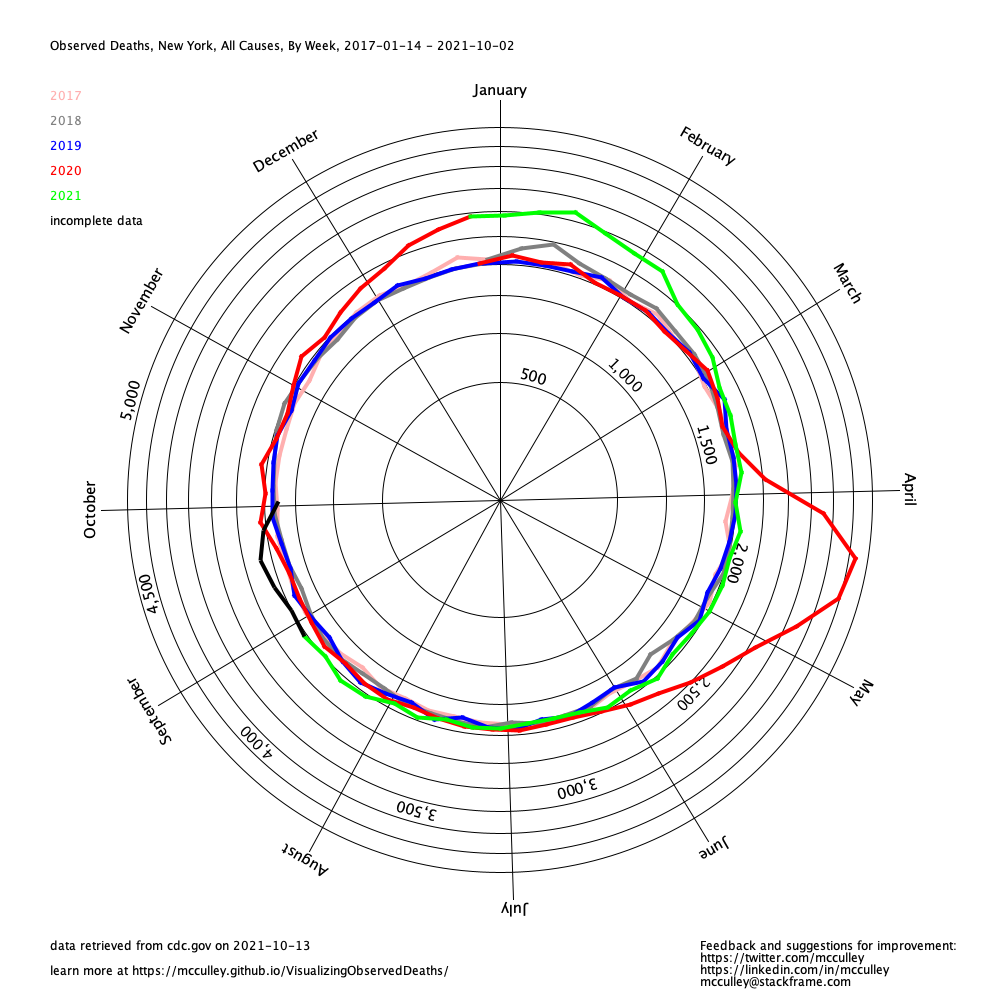 Observed Deaths, New York, All Causes, By Week, 2017-01-14 - 2021-10-02
2017
2018
2019
2020
2021
incomplete data
January
February
March
April
May
June
July
August
September
October
November
December
500
1,000
1,500
2,000
2,500
3,000
3,500
4,000
4,500
5,000
data retrieved from cdc.gov on 2021-10-13
learn more at https://mcculley.github.io/VisualizingObservedDeaths/
Feedback and suggestions for improvement:
https://twitter.com/mcculley
https://linkedin.com/in/mcculley
mcculley@stackframe.com